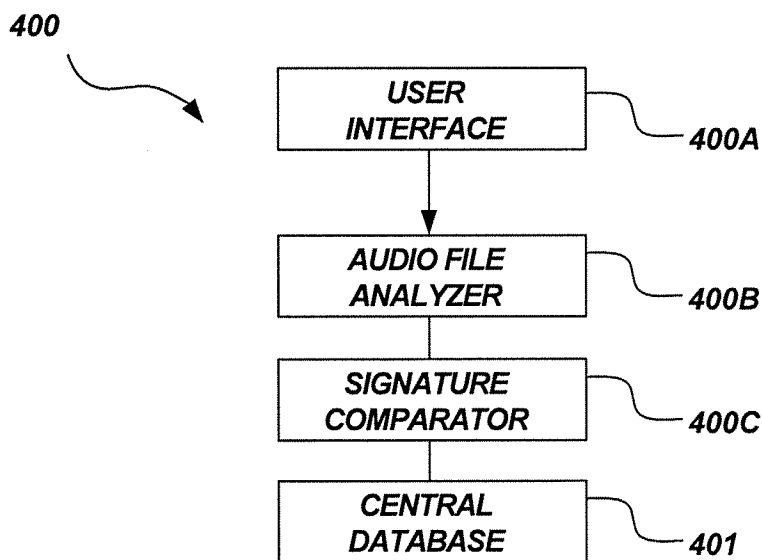 400
USER
INTERFACE
400A
AUDIO FILE
ANALYZER
400B
SIGNATURE
COMPARATOR
400C
CENTRAL
DATABASE
401